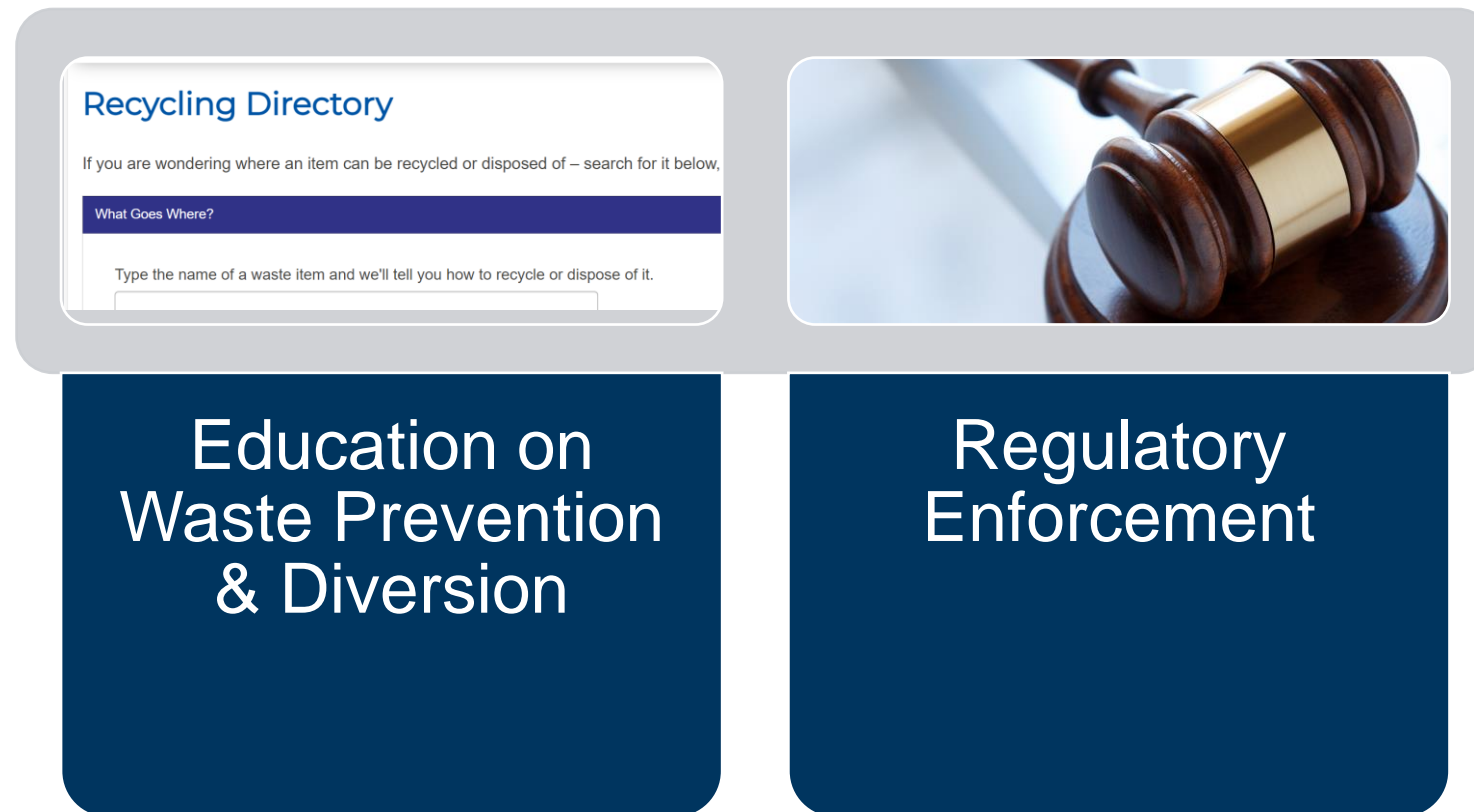 Recycling Directory
If you are wondering where an item can be recycled or disposed of – search for it below,
What Goes Where?
Type the name of a waste item and we'll tell you how to recycle or dispose of it.
Education on
Waste Prevention
& Diversion
Regulatory
Enforcement